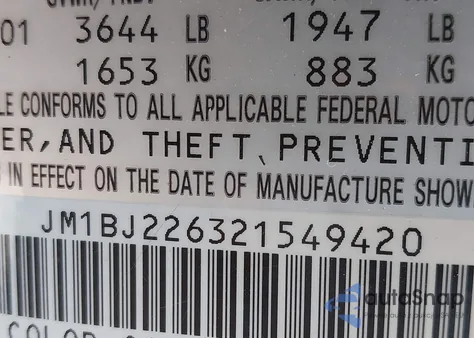 01 3644 LB 1947 LB
1653 KG 883 KG
LE CONFORMS TO ALL APPLICABLE FEDERAL MOTO
ER, AND THEFT, PREVENTI
IN EFFECT ON THE DATE OF MANUFACTURE SHOW
JM1BJ226321549420
autoSnap
COLOR